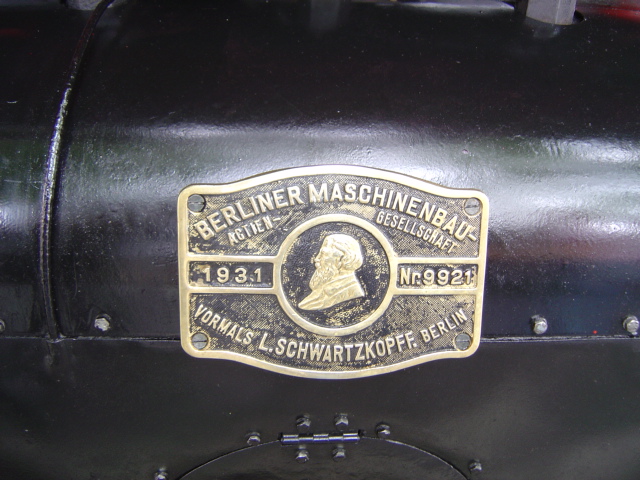 BERLINER MASCHINENBAU-
ACTIEN- GESELLSCHAFT
1931 Nr. 9921
VORMALS L. SCHWARTZKOPFF. BERLIN